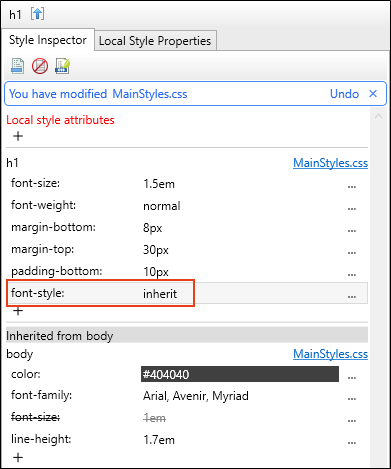 h1
Style Inspector Local Style Properties
You have modified MainStyles.css Undo ×
Local style attributes
+
h1 MainStyles.css
font-size: 1.5em ...
font-weight: normal ...
margin-bottom: 8px ...
margin-top: 30px ...
padding-bottom: 10px ...
font-style: inherit ...
+
Inherited from body
body MainStyles.css
color: #404040 ...
font-family: Arial, Avenir, Myriad ...
font-size: 1em ...
line-height: 1.7em ...
+